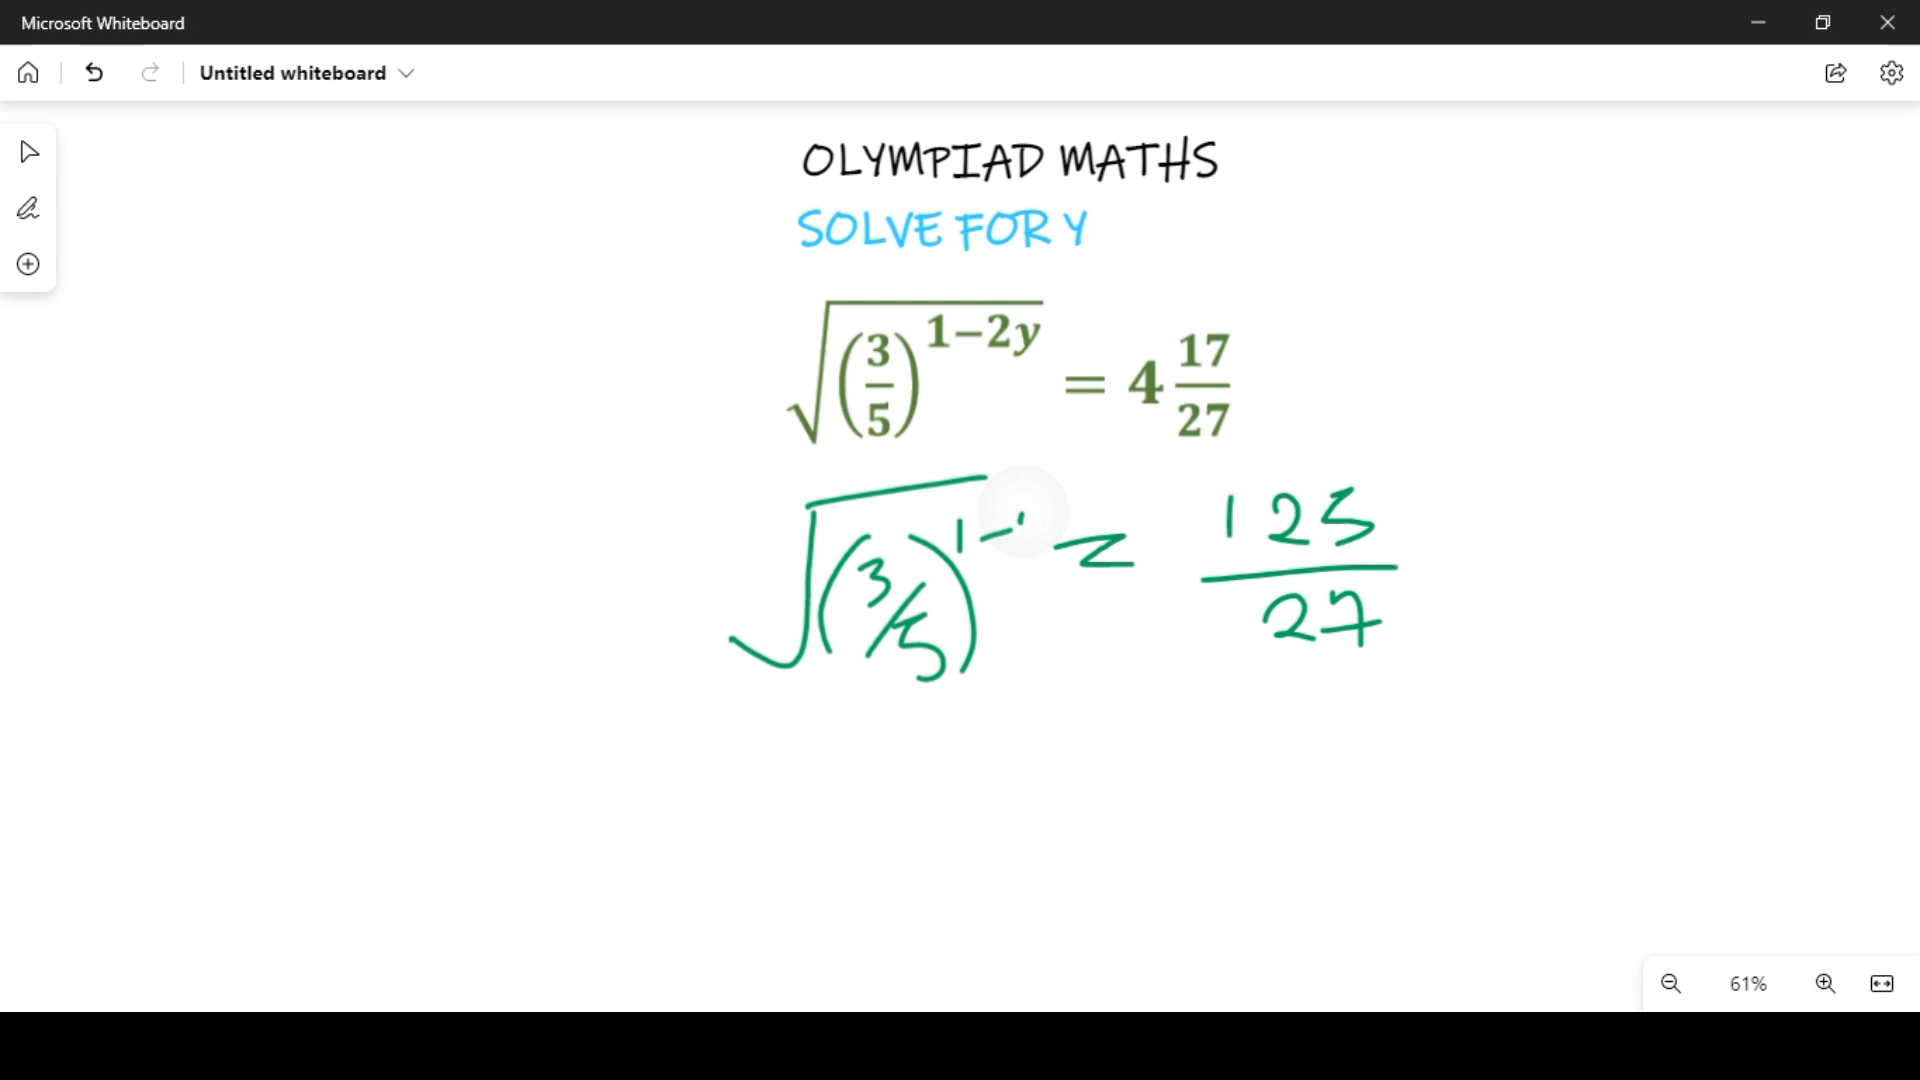 Microsoft Whiteboard
Untitled whiteboard
OLYMPIAD MATHS
SOLVE FOR Y
√(3/5)^1−2y = 4 17/27
√(3/5)^1− = 125/27
61%